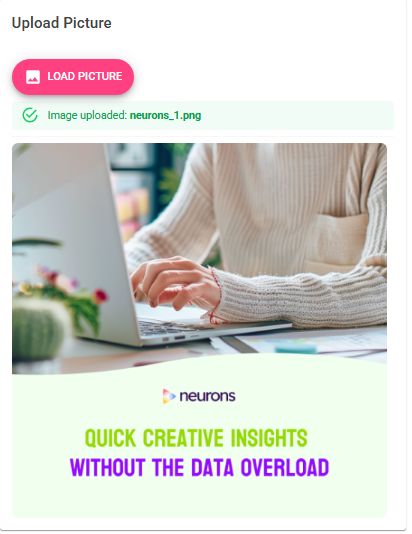 Upload Picture
LOAD PICTURE
Image uploaded: neurons_1.png
neurons
QUICK CREATIVE INSIGHTS
WITHOUT THE DATA OVERLOAD